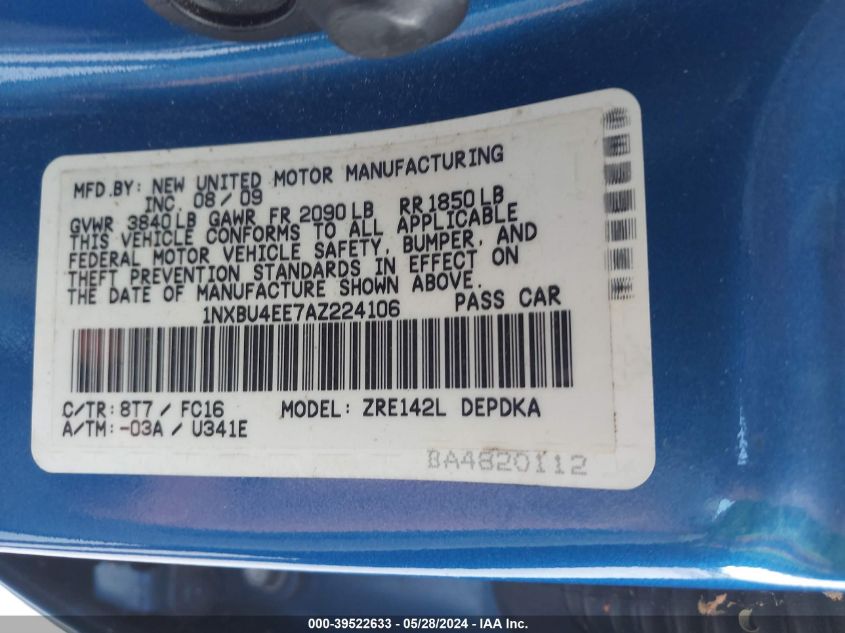 MFD.BY: NEW UNITED MOTOR MANUFACTURING
INC. 08/09
GVWR 3840LB GAWR FR 2090LB RR 1850LB
THIS VEHICLE CONFORMS TO ALL APPLICABLE
FEDERAL MOTOR VEHICLE SAFETY, BUMPER, AND
THEFT PREVENTION STANDARDS IN EFFECT ON
THE DATE OF MANUFACTURE SHOWN ABOVE.
1NXBU4EE7AZ224106 PASS CAR
C/TR: 8T7 / FC16 MODEL: ZRE142L DEPDKA
A/TM: -03A / U341E
BA4820112
000-39522633 - 05/28/2024 - IAA Inc.